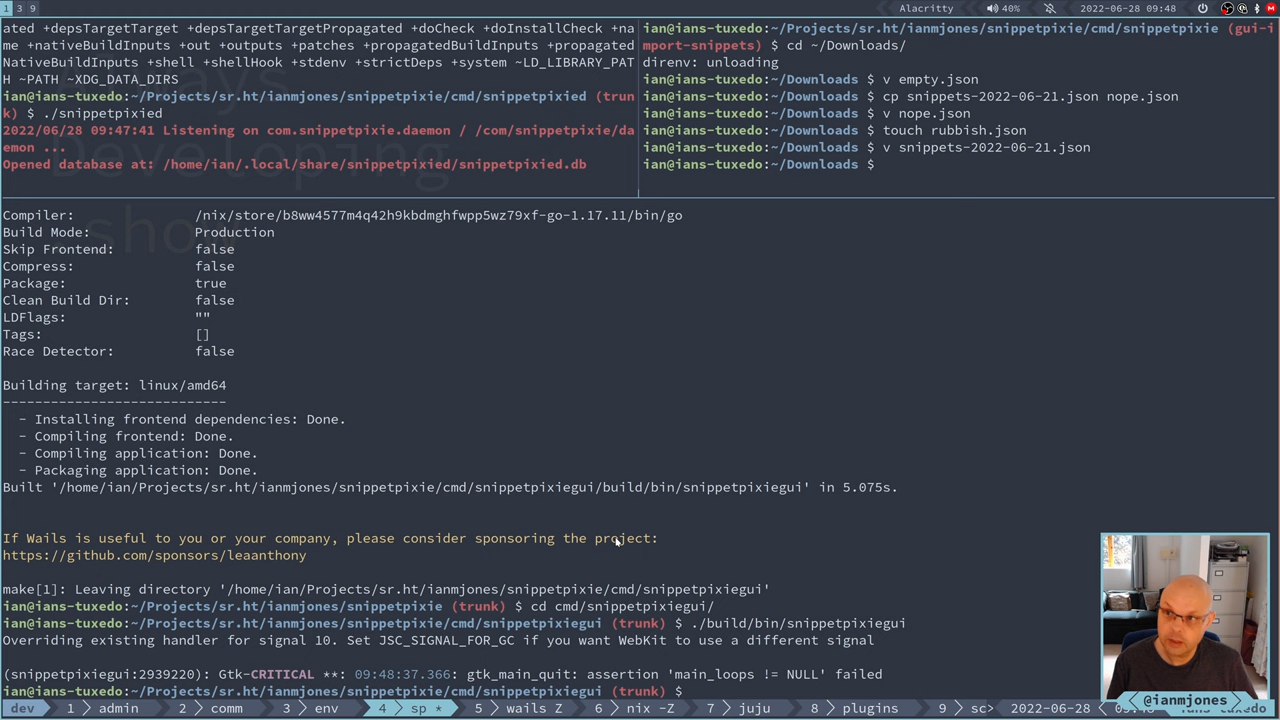 1 3 9
Alacritty 40% 2022-06-28 09:48
ated +depsTargetTarget +depsTargetTargetPropagated +doCheck +doInstallCheck +na
me +nativeBuildInputs +out +outputs +patches +propagatedBuildInputs +propagated
NativeBuildInputs +shell +shellHook +stdenv +strictDeps +system ~LD_LIBRARY_PAT
H ~PATH ~XDG_DATA_DIRS
ian@ians-tuxedo:~/Projects/sr.ht/ianmjones/snippetpixie/cmd/snippetpixied (trun
k) $ ./snippetpixied
2022/06/28 09:47:41 Listening on com.snippetpixie.daemon / /com/snippetpixie/da
emon ...
Opened database at: /home/ian/.local/share/snippetpixied/snippetpixied.db
ian@ians-tuxedo:~/Projects/sr.ht/ianmjones/snippetpixie/cmd/snippetpixie (gui-i
mport-snippets) $ cd ~/Downloads/
direnv: unloading
ian@ians-tuxedo:~/Downloads $ v empty.json
ian@ians-tuxedo:~/Downloads $ cp snippets-2022-06-21.json nope.json
ian@ians-tuxedo:~/Downloads $ v nope.json
ian@ians-tuxedo:~/Downloads $ touch rubbish.json
ian@ians-tuxedo:~/Downloads $ v snippets-2022-06-21.json
ian@ians-tuxedo:~/Downloads $
Developing
show
Compiler: /nix/store/b8ww4577m4q42h9kbdmghfwpp5wz79xf-go-1.17.11/bin/go
Build Mode: Production
Skip Frontend: false
Compress: false
Package: true
Clean Build Dir: false
LDFlags: ""
Tags: []
Race Detector: false
Building target: linux/amd64
----------------------------
- Installing frontend dependencies: Done.
- Compiling frontend: Done.
- Compiling application: Done.
- Packaging application: Done.
Built '/home/ian/Projects/sr.ht/ianmjones/snippetpixie/cmd/snippetpixiegui/build/bin/snippetpixiegui' in 5.075s.
If Wails is useful to you or your company, please consider sponsoring the project:
https://github.com/sponsors/leaanthony
make[1]: Leaving directory '/home/ian/Projects/sr.ht/ianmjones/snippetpixie/cmd/snippetpixiegui'
ian@ians-tuxedo:~/Projects/sr.ht/ianmjones/snippetpixie (trunk) $ cd cmd/snippetpixiegui/
ian@ians-tuxedo:~/Projects/sr.ht/ianmjones/snippetpixie/cmd/snippetpixiegui (trunk) $ ./build/bin/snippetpixiegui
Overriding existing handler for signal 10. Set JSC_SIGNAL_FOR_GC if you want WebKit to use a different signal
(snippetpixiegui:2939220): Gtk-CRITICAL **: 09:48:37.366: gtk_main_quit: assertion 'main_loops != NULL' failed
ian@ians-tuxedo:~/Projects/sr.ht/ianmjones/snippetpixie/cmd/snippetpixiegui (trunk) $
@ianmjones
dev 1 admin 2 comm 3 env 4 sp * 5 wails Z 6 nix -Z 7 juju 8 plugins 9 sc> 2022-06-28